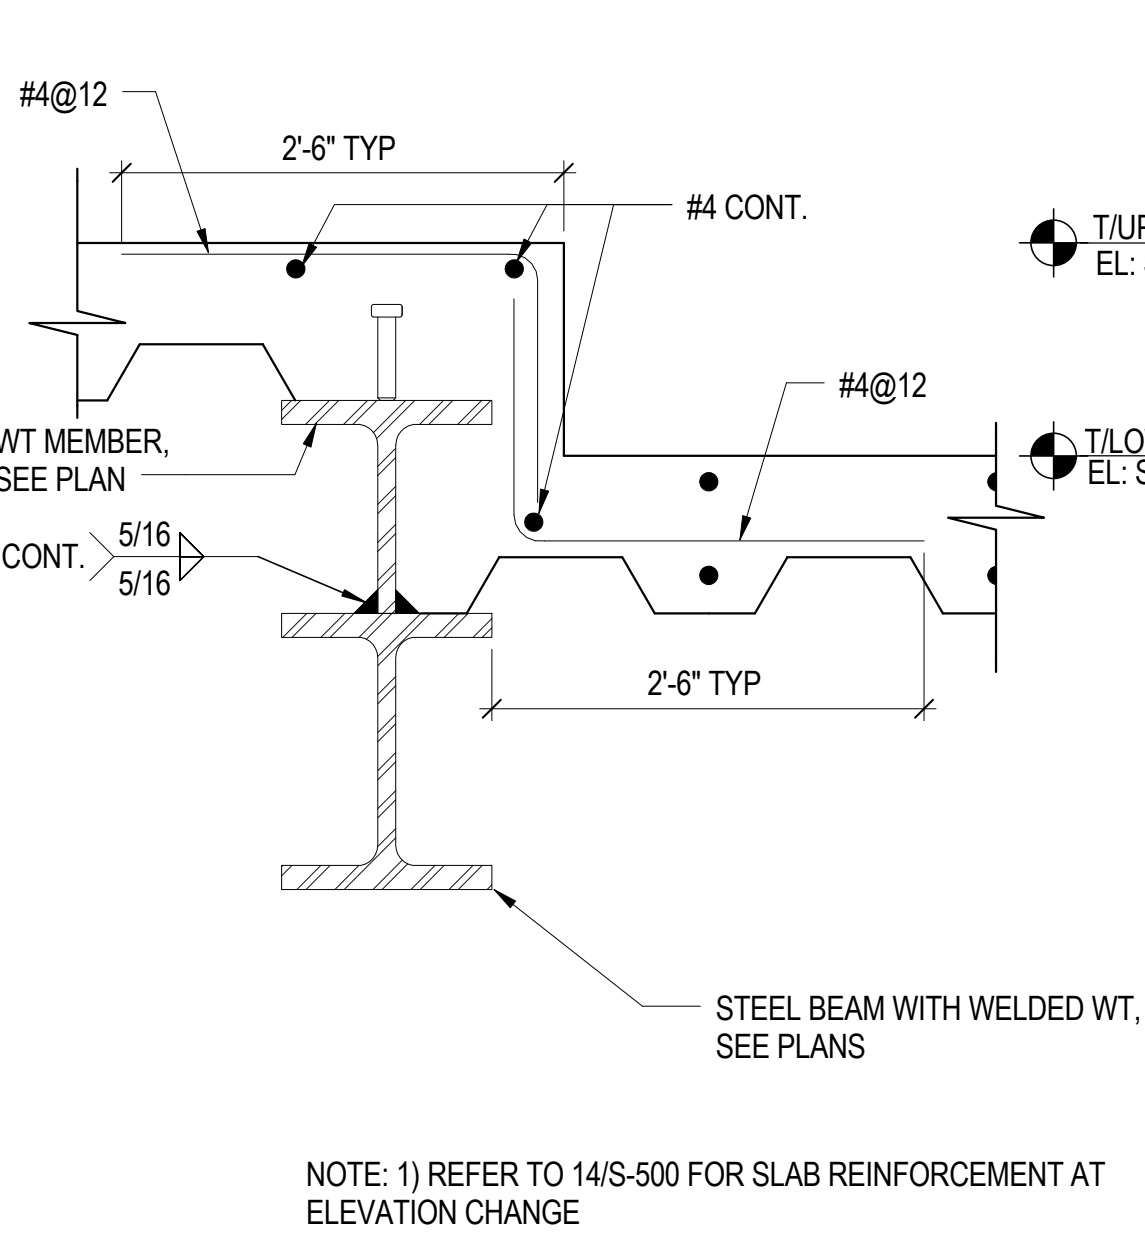 #4@12
2'-6" TYP
#4 CONT.
EL:
#4@12
WT MEMBER,
SEE PLAN
EL: S
5/16
CONT.
5/16
2'-6" TYP
STEEL BEAM WITH WELDED WT,
SEE PLANS
NOTE: 1) REFER TO 14/S-500 FOR SLAB REINFORCEMENT AT
ELEVATION CHANGE